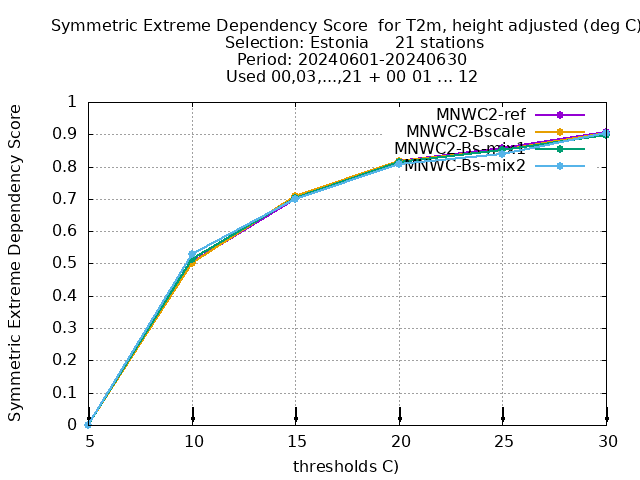 Symmetric Extreme Dependency Score  for T2m, height adjusted (deg C)
Selection: Estonia     21 stations
Period: 20240601-20240630
Used 00,03,...,21 + 00 01 ... 12
Symmetric Extreme Dependency Score
1
0.9
0.8
0.7
0.6
0.5
0.4
0.3
0.2
0.1
0
MNWC2-ref
MNWC2-Bscale
MNWC2-Bs-mix1
MNWC-Bs-mix2
5 10 15 20 25 30
thresholds C)